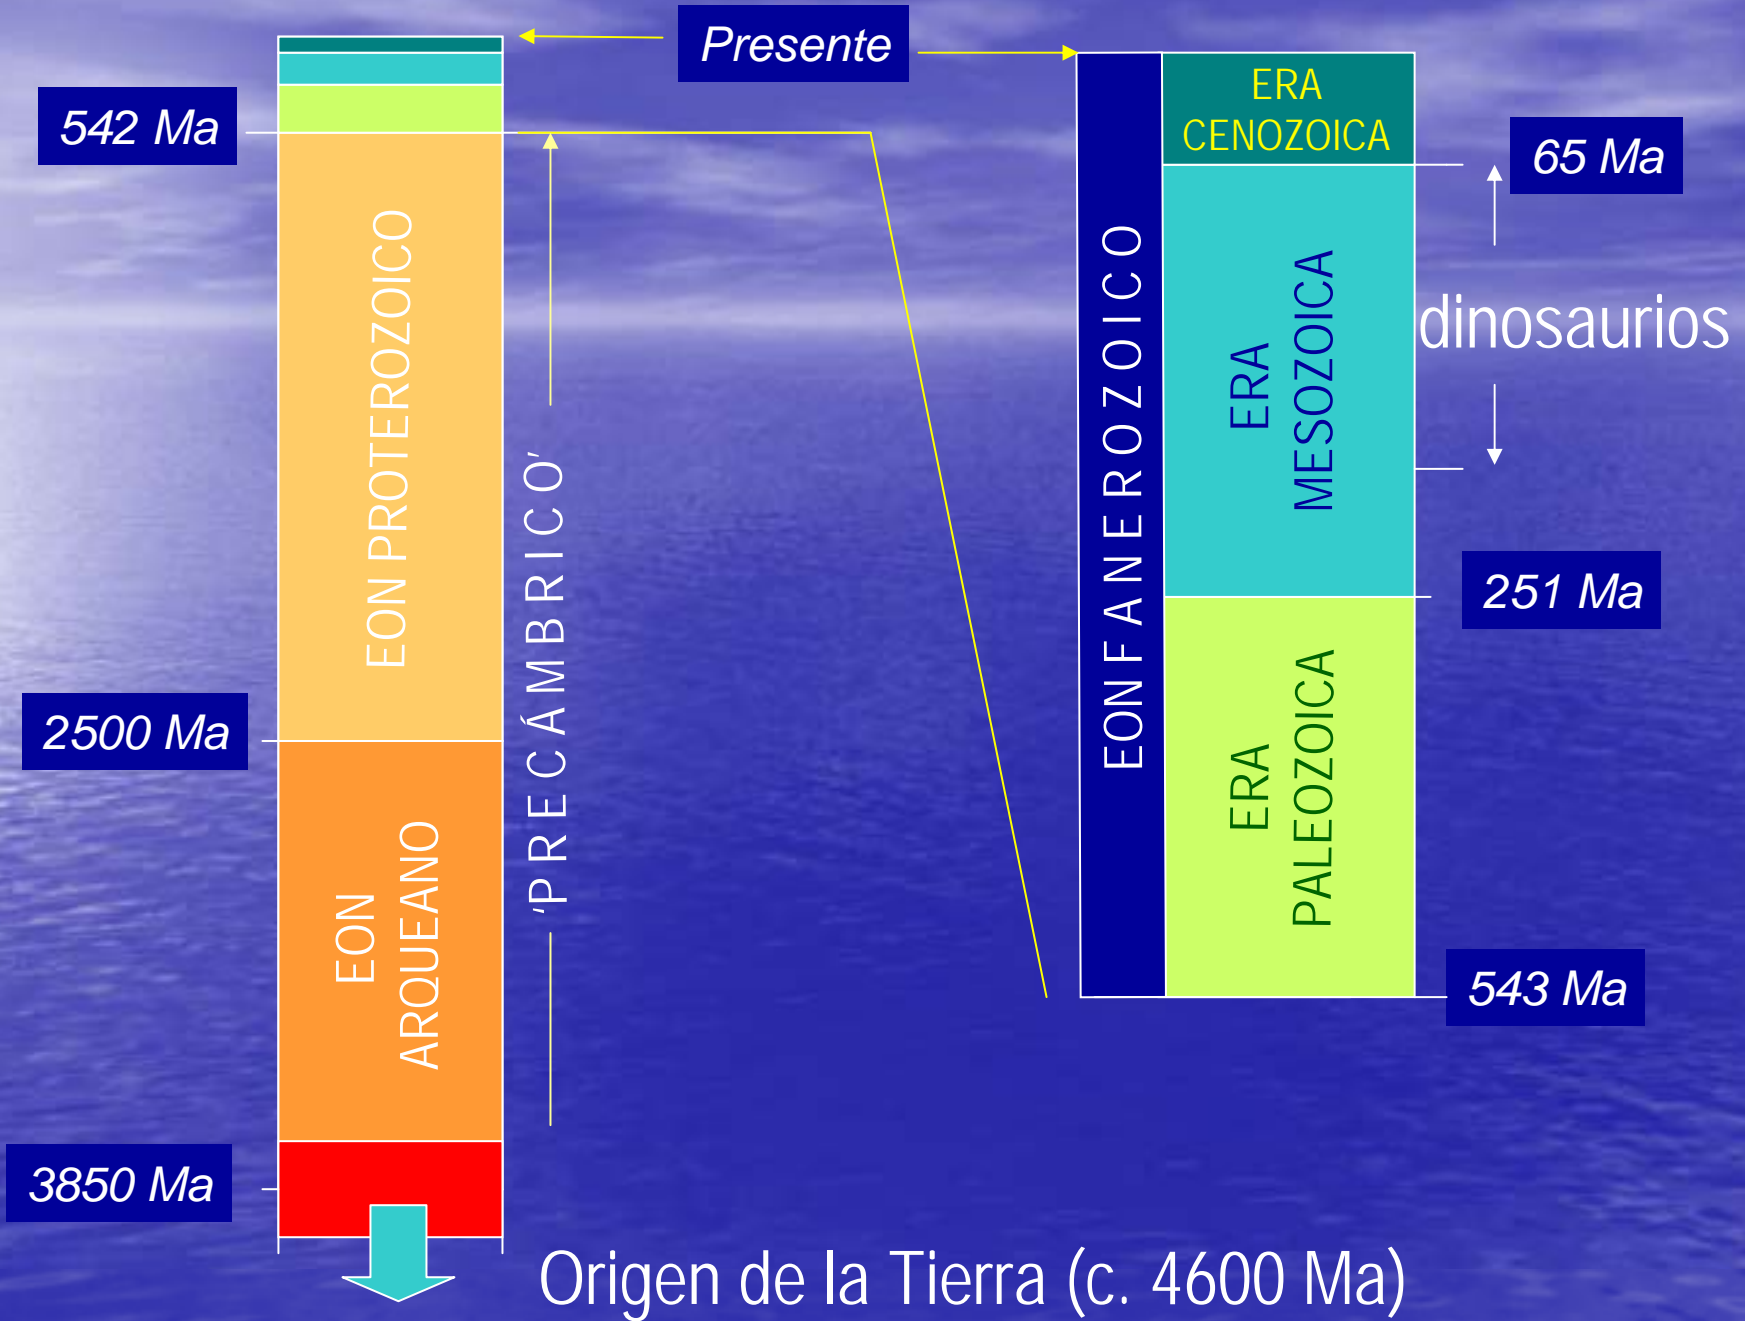 Presente
542 Ma
EON PROTEROZOICO
2500 Ma
EON
ARQUEANO
'PRECÁMBRICO'
3850 Ma
Origen de la Tierra (c. 4600 Ma)
EON FANEROZOICO
ERA
CENOZOICA
65 Ma
ERA
MESOZOICA
dinosaurios
251 Ma
ERA
PALEOZOICA
543 Ma